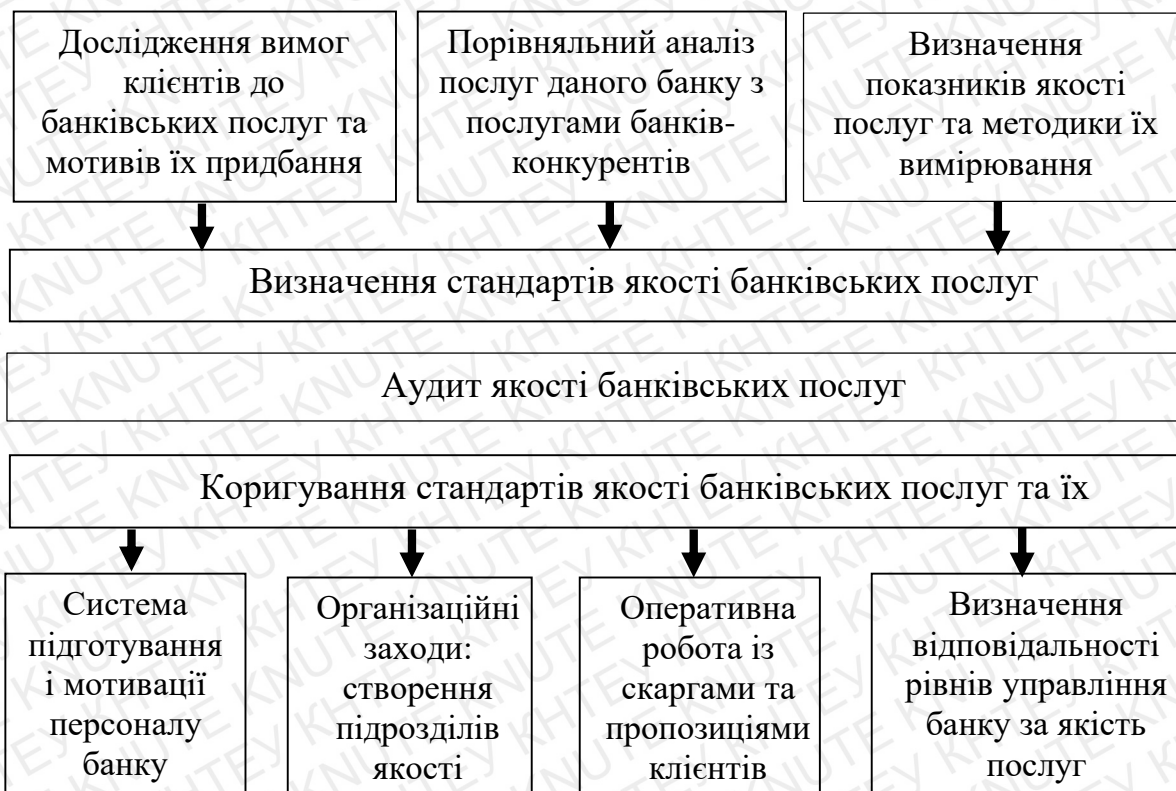 Дослідження вимог
клієнтів до
банківських послуг та
мотивів їх придбання
Порівняльний аналіз
послуг даного банку з
послугами банків-
конкурентів
Визначення
показників якості
послуг та методики їх
вимірювання
Визначення стандартів якості банківських послуг
Аудит якості банківських послуг
Коригування стандартів якості банківських послуг та їх
Система
підготування
і мотивації
персоналу
банку
Організаційні
заходи:
створення
підрозділів
якості
Оперативна
робота із
скаргами та
пропозиціями
клієнтів
Визначення
відповідальності
рівнів управління
банку за якість
послуг